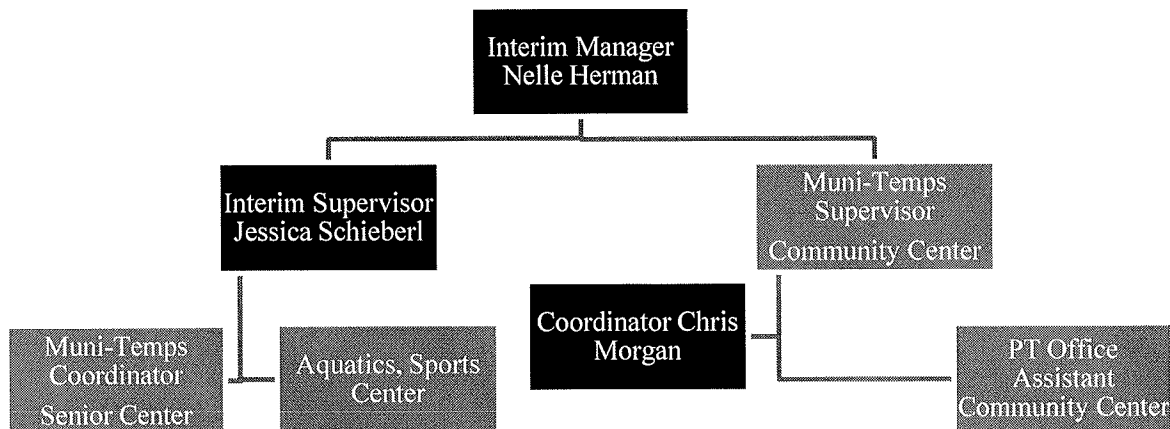 Interim Manager
Nelle Herman
Interim Supervisor
Jessica Schieberl
Muni-Temps
Supervisor
Community Center
Muni-Temps
Coordinator
Senior Center
Aquatics, Sports
Center
Coordinator Chris
Morgan
PT Office
Assistant
Community Center